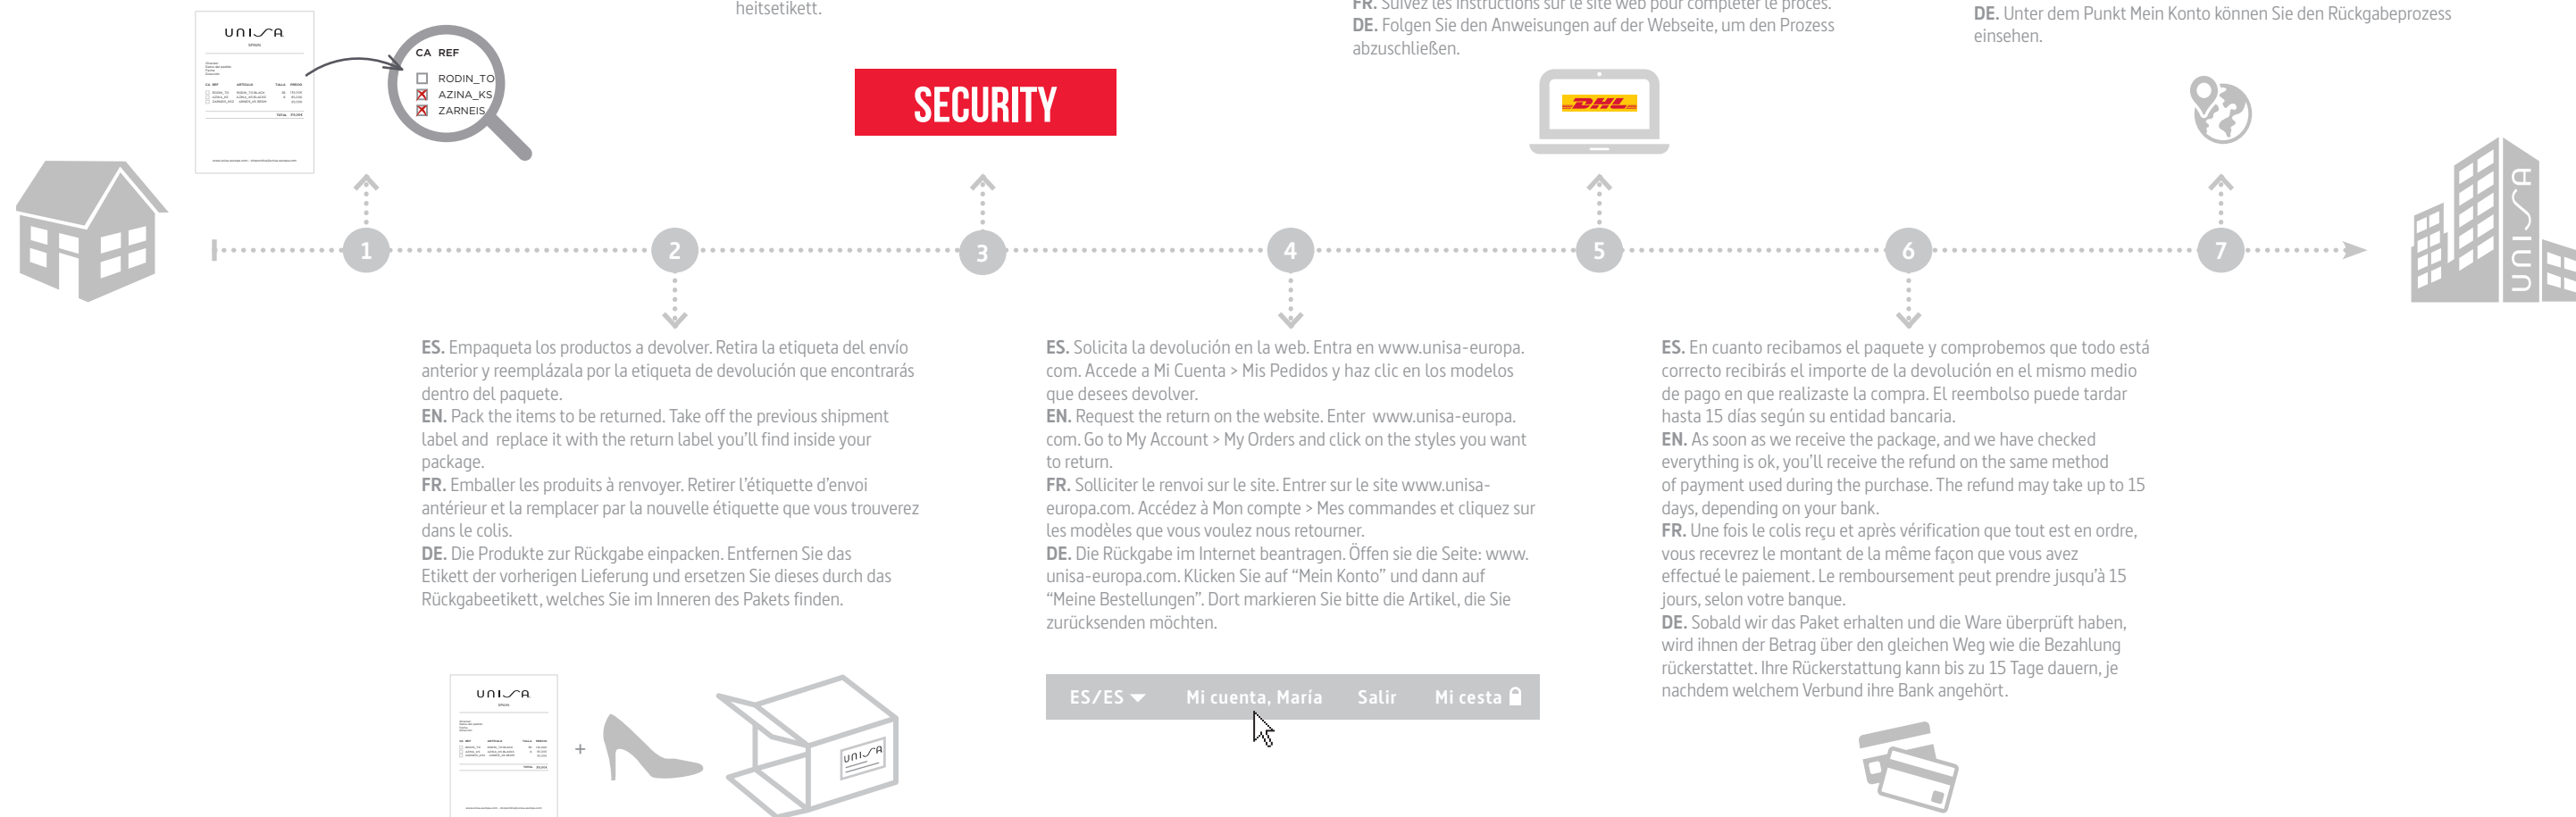 heitsetikett.
FR. Suivez les instructions sur le site web pour compléter le procès.
DE. Folgen Sie den Anweisungen auf der Webseite, um den Prozess
abzuschließen.
DE. Unter dem Punkt Mein Konto können Sie den Rückgabeprozess
einsehen.
UNISA
SPAIN
CA REF ARTÍCULO TALLA PRECIO
TOTAL
CA REF
RODIN_TO
AZINA_KS
ZARNEIS
SECURITY
DHL
UNISA
1
2
3
4
5
6
7
ES. Empaqueta los productos a devolver. Retira la etiqueta del envío
anterior y reemplázala por la etiqueta de devolución que encontrarás
dentro del paquete.
EN. Pack the items to be returned. Take off the previous shipment
label and replace it with the return label you’ll find inside your
package.
FR. Emballer les produits à renvoyer. Retirer l’étiquette d’envoi
antérieur et la remplacer par la nouvelle étiquette que vous trouverez
dans le colis.
DE. Die Produkte zur Rückgabe einpacken. Entfernen Sie das
Etikett der vorherigen Lieferung und ersetzen Sie dieses durch das
Rückgabeetikett, welches Sie im Inneren des Pakets finden.
UNISA
SPAIN
+
UNISA
ES. Solicita la devolución en la web. Entra en www.unisa-europa.
com. Accede a Mi Cuenta > Mis Pedidos y haz clic en los modelos
que desees devolver.
EN. Request the return on the website. Enter www.unisa-europa.
com. Go to My Account > My Orders and click on the styles you want
to return.
FR. Solliciter le renvoi sur le site. Entrer sur le site www.unisa-
europa.com. Accédez à Mon compte > Mes commandes et cliquez sur
les modèles que vous voulez nous retourner.
DE. Die Rückgabe im Internet beantragen. Öffen sie die Seite: www.
unisa-europa.com. Klicken Sie auf “Mein Konto” und dann auf
“Meine Bestellungen”. Dort markieren Sie bitte die Artikel, die Sie
zurücksenden möchten.
ES/ES Mi cuenta, María Salir Mi cesta
ES. En cuanto recibamos el paquete y comprobemos que todo está
correcto recibirás el importe de la devolución en el mismo medio
de pago en que realizaste la compra. El reembolso puede tardar
hasta 15 días según su entidad bancaria.
EN. As soon as we receive the package, and we have checked
everything is ok, you’ll receive the refund on the same method
of payment used during the purchase. The refund may take up to 15
days, depending on your bank.
FR. Une fois le colis reçu et après vérification que tout est en ordre,
vous recevrez le montant de la même façon que vous avez
effectué le paiement. Le remboursement peut prendre jusqu’à 15
jours, selon votre banque.
DE. Sobald wir das Paket erhalten und die Ware überprüft haben,
wird ihnen der Betrag über den gleichen Weg wie die Bezahlung
rückerstattet. Ihre Rückerstattung kann bis zu 15 Tage dauern, je
nachdem welchem Verbund ihre Bank angehört.